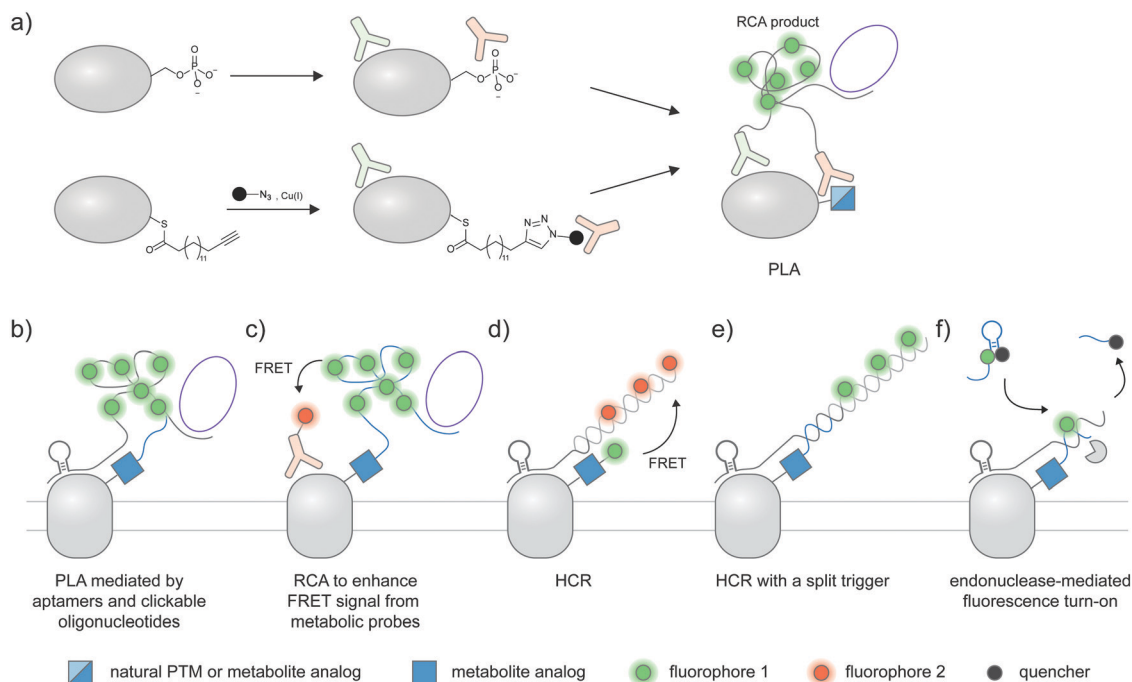 a)
RCA product
O
P
O
O⁻
O
−
O
P
O
O⁻
O
−
N₃ , Cu(I)
S
O
11
S
O
11
N
N
N
PLA
b)
c)
d)
e)
f)
FRET
FRET
PLA mediated by
aptamers and clickable
oligonucleotides
RCA to enhance
FRET signal from
metabolic probes
HCR
HCR with a split trigger
endonuclease-mediated
fluorescence turn-on
natural PTM or metabolite analog
metabolite analog
fluorophore 1
fluorophore 2
quencher